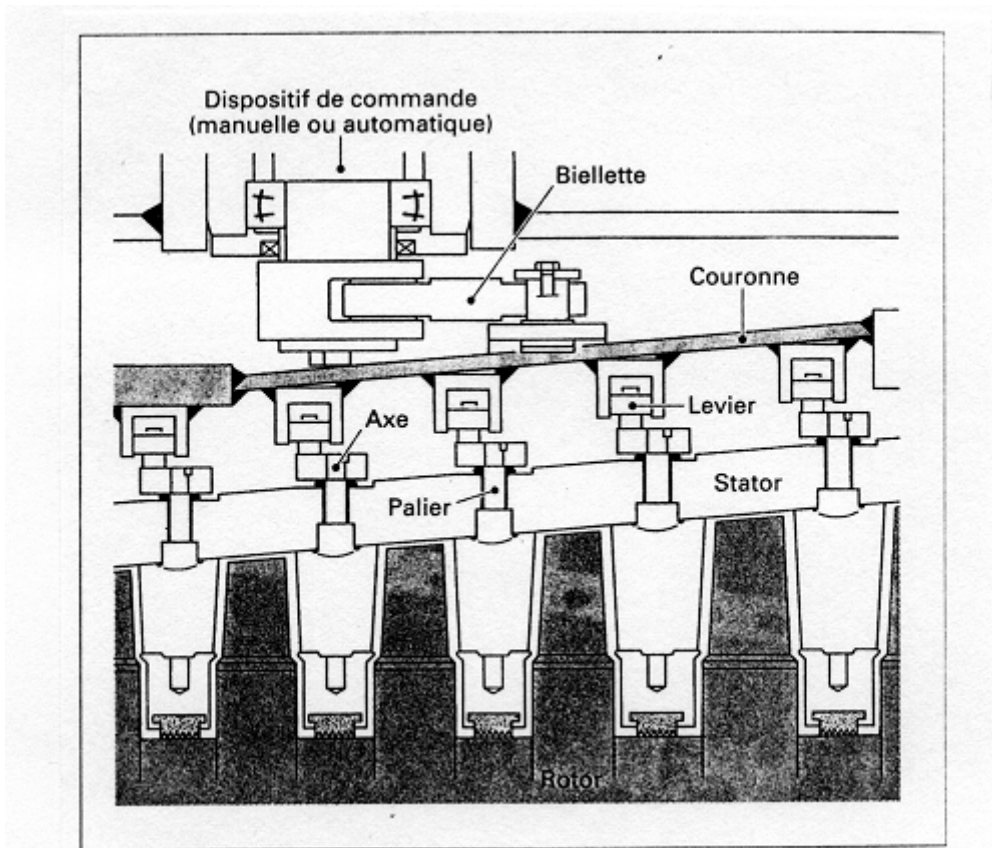 Dispositif de commande
(manuelle ou automatique)
Biellette
Couronne
Levier
Axe
Stator
Palier
Rotor